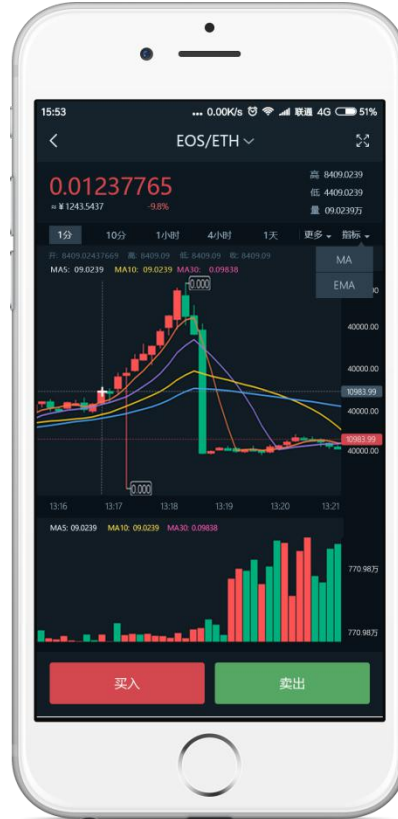 15:53 ... 0.00K/s 联通 4G 51%
EOS/ETH
0.01237765
≈ ¥1243.5437 -9.8%
高 8409.0239
低 4409.0239
量 09.0239万
1分 10分 1小时 4小时 1天 更多 指标
开: 8409.02437669 高: 8409.09 低: 8409.09 收: 8409.09
MA5: 09.0239 MA10: 09.0239 MA30: 0.09838
MA
EMA
0.000
40000.00
40000.00
10983.99
40000.00
10983.99
40000.00
0.000
13:16 13:17 13:18 13:19 13:20 13:21
MA5: 09.0239 MA10: 09.0239 MA30: 0.09838
770.98万
770.98万
买入 卖出